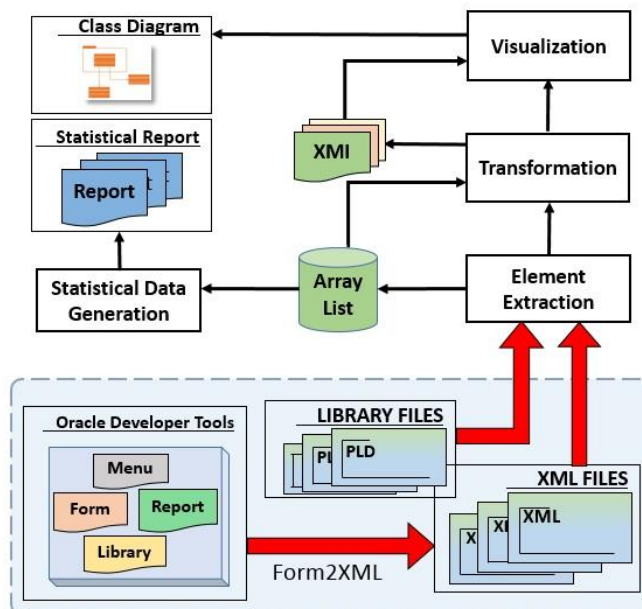 Class Diagram
Visualization
Statistical Report
Report
XMI
Transformation
Statistical Data
Generation
Array
List
Element
Extraction
Oracle Developer Tools
Menu
Form
Report
Library
LIBRARY FILES
PLD
XML FILES
XML
Form2XML